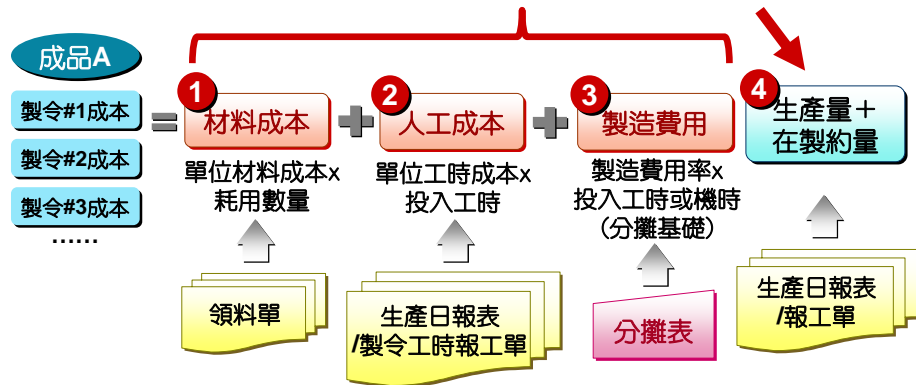 成品A
製令#1成本
製令#2成本
製令#3成本
......
=
1
材料成本
單位材料成本x
耗用數量
領料單
+
2
人工成本
單位工時成本x
投入工時
生產日報表
/製令工時報工單
+
3
製造費用
製造費用率x
投入工時或機時
(分攤基礎)
分攤表
4
生產量＋
在製約量
生產日報表
/報工單